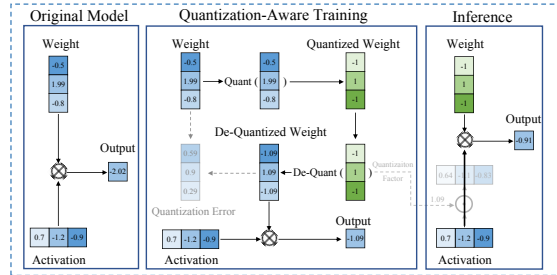 Original Model
Weight
-0.5
1.99
-0.8
Output
-2.02
0.7 -1.2 -0.9
Activation
Quantization-Aware Training
Weight
-0.5
1.99
-0.8
Quant (
-0.5
1.99
-0.8
)
Quantized Weight
-1
1
-1
De-Quantized Weight
0.59
0.9
0.29
Quantization Error
-1.09
1.09
-1.09
De-Quant (
-1
1
-1
)
Quantization
Factor
0.7 -1.2 -0.9
Activation
Output
-1.09
Inference
Weight
-1
1
-1
Output
-0.91
0.64
1.09
0.7 -1.2 -0.9
Activation